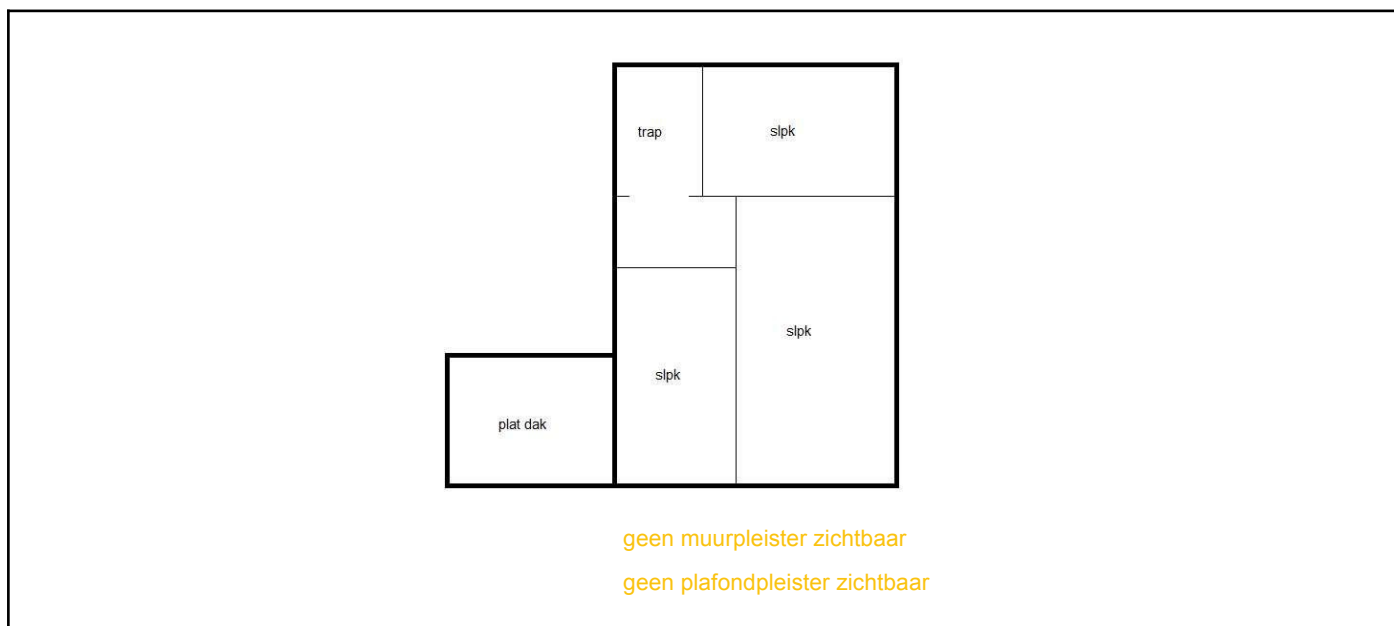 trap
slpk
slpk
slpk
plat dak
geen muurpleister zichtbaar
geen plafondpleister zichtbaar